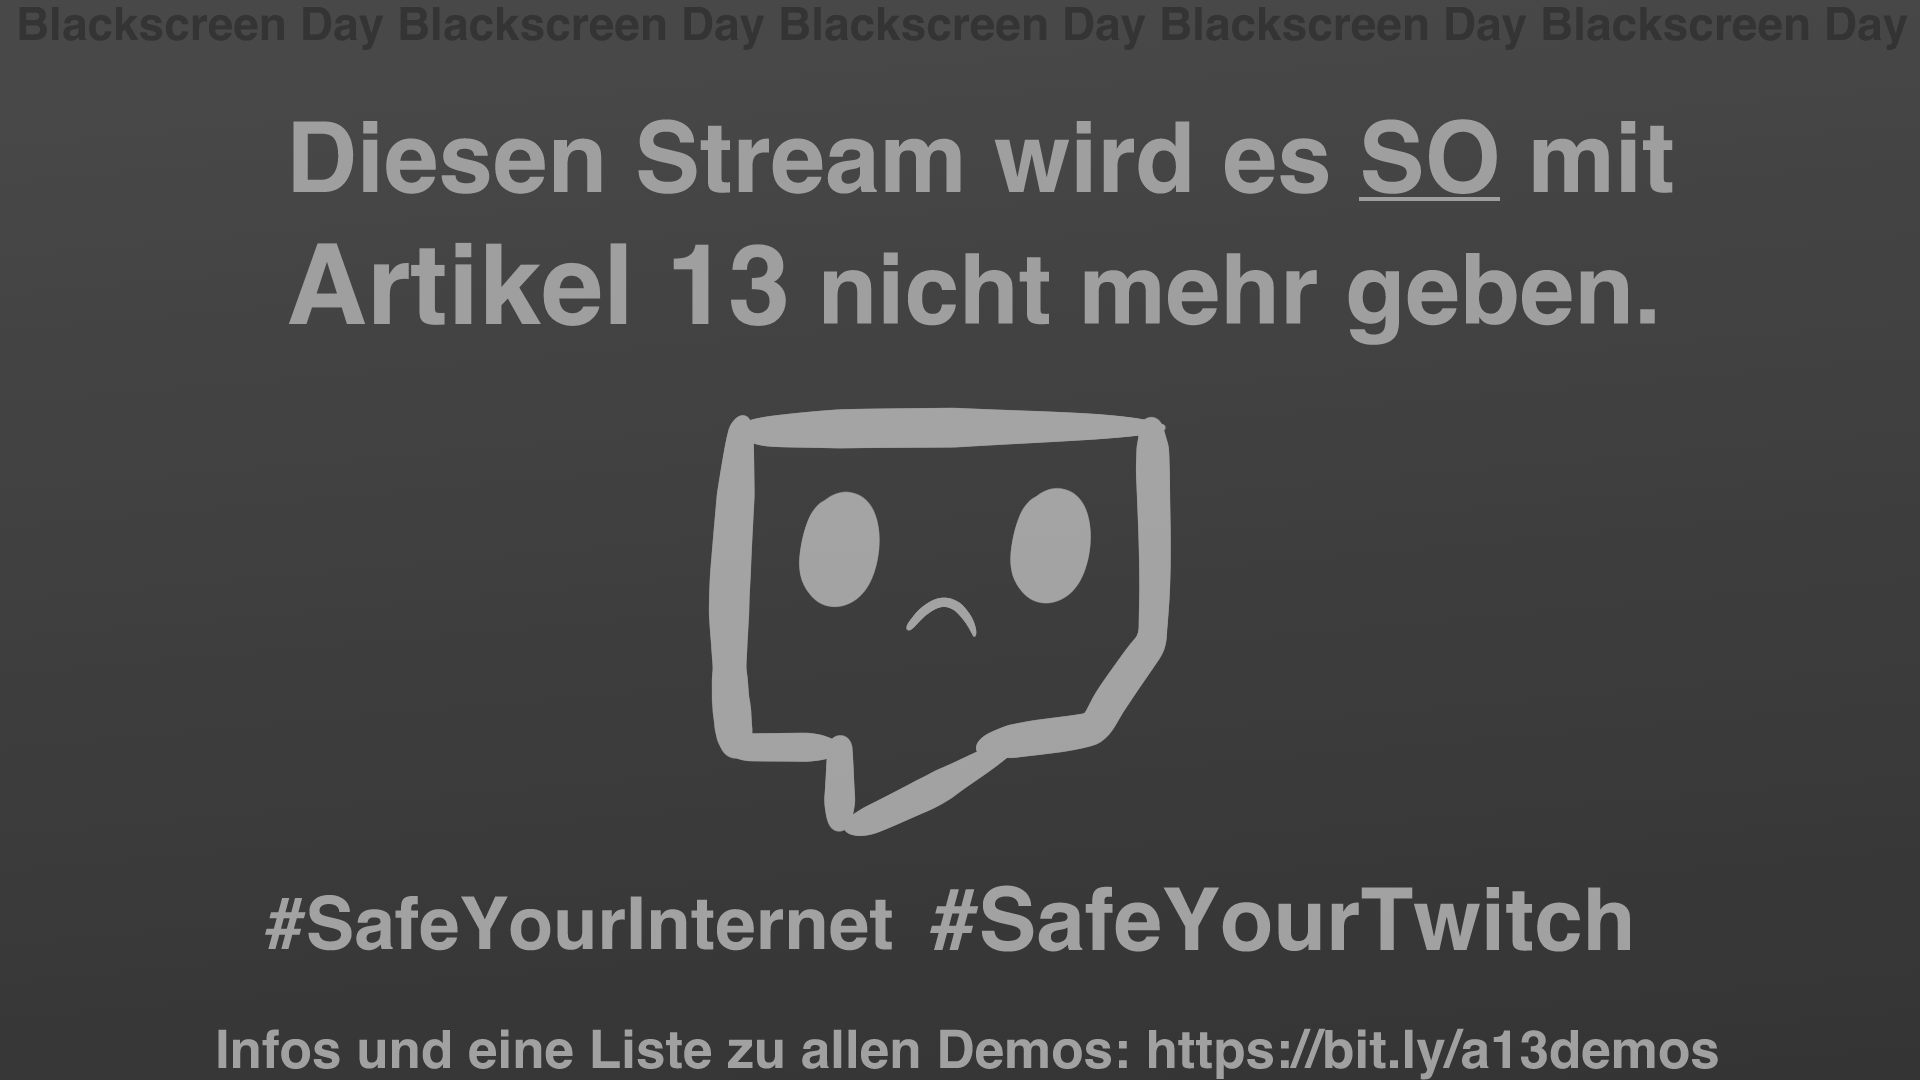 Blackscreen Day Blackscreen Day Blackscreen Day Blackscreen Day Blackscreen Day
Diesen Stream wird es SO mit
Artikel 13 nicht mehr geben.
#SafeYourInternet #SafeYourTwitch
Infos und eine Liste zu allen Demos: https://bit.ly/a13demos